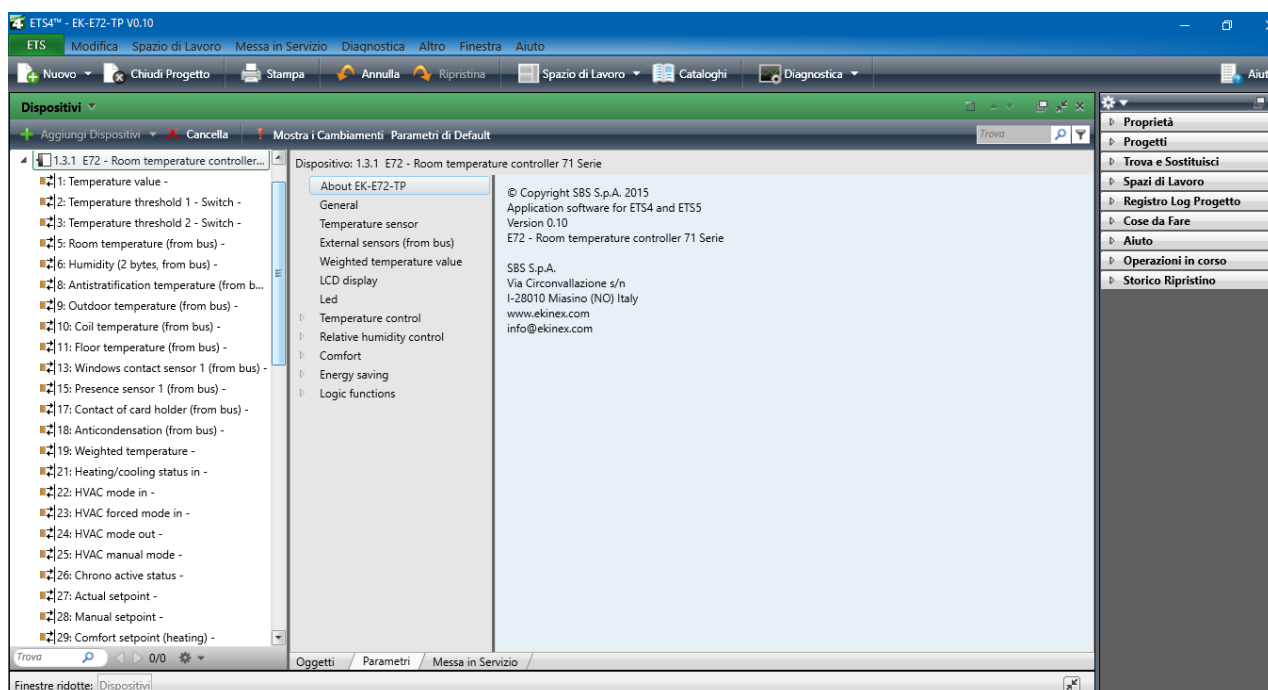 ETS4™ - EK-E72-TP V0.10
ETS Modifica Spazio di Lavoro Messa in Servizio Diagnostica Altro Finestra Aiuto
Nuovo Chiudi Progetto Stampa Annulla Ripristina Spazio di Lavoro Cataloghi Diagnostica Aiut
Dispositivi
Aggiungi Dispositivi Cancella Mostra i Cambiamenti Parametri di Default Trova
1.3.1 E72 - Room temperature controller...
1: Temperature value -
2: Temperature threshold 1 - Switch -
3: Temperature threshold 2 - Switch -
5: Room temperature (from bus) -
6: Humidity (2 bytes, from bus) -
8: Antistratification temperature (from b...
9: Outdoor temperature (from bus) -
10: Coil temperature (from bus) -
11: Floor temperature (from bus) -
13: Windows contact sensor 1 (from bus) -
15: Presence sensor 1 (from bus) -
17: Contact of card holder (from bus) -
18: Anticondensation (from bus) -
19: Weighted temperature -
21: Heating/cooling status in -
22: HVAC mode in -
23: HVAC forced mode in -
24: HVAC mode out -
25: HVAC manual mode -
26: Chrono active status -
27: Actual setpoint -
28: Manual setpoint -
29: Comfort setpoint (heating) -
Trova 0/0
Dispositivo: 1.3.1 E72 - Room temperature controller 71 Serie
About EK-E72-TP
General
Temperature sensor
External sensors (from bus)
Weighted temperature value
LCD display
Led
Temperature control
Relative humidity control
Comfort
Energy saving
Logic functions
© Copyright SBS S.p.A. 2015
Application software for ETS4 and ETS5
Version 0.10
E72 - Room temperature controller 71 Serie
SBS S.p.A.
Via Circonvallazione s/n
I-28010 Miasino (NO) Italy
www.ekinex.com
info@ekinex.com
Oggetti Parametri Messa in Servizio
Proprietà
Progetti
Trova e Sostituisci
Spazi di Lavoro
Registro Log Progetto
Cose da Fare
Aiuto
Operazioni in corso
Storico Ripristino
Finestre ridotte: Dispositivi